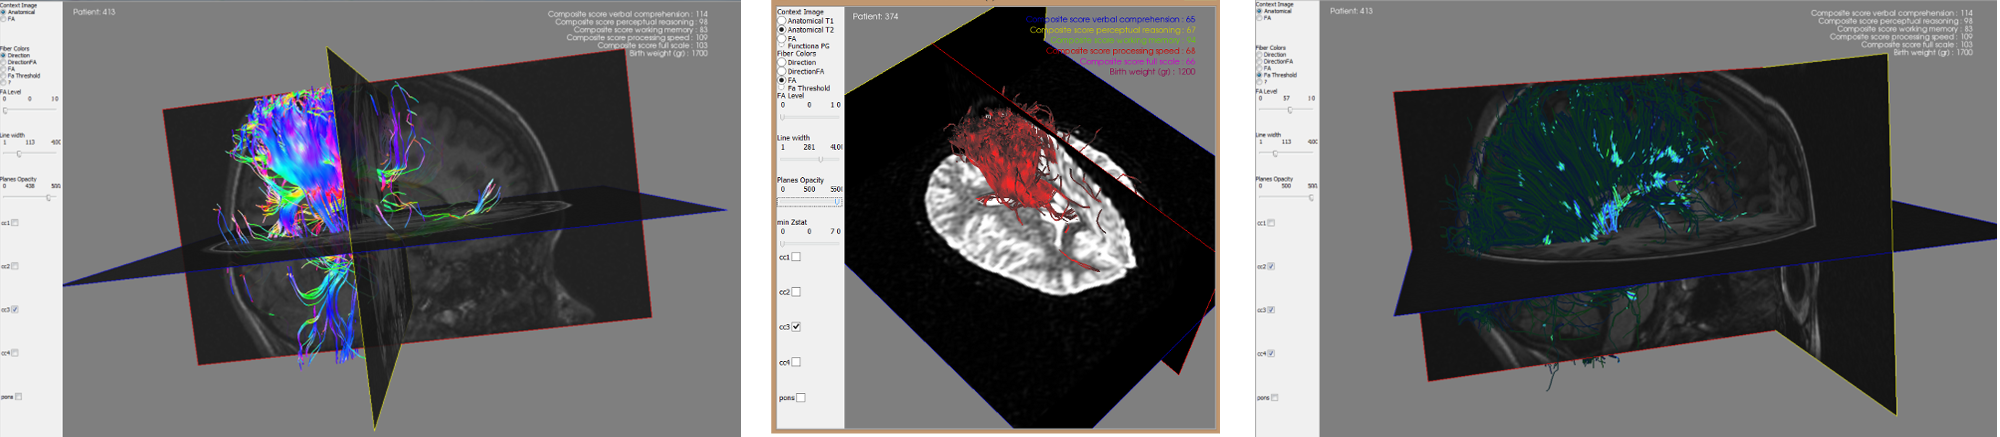 Context Image
Anatomical
FA
Fiber Colors
Direction
DirectionFA
FA
Fa Threshold
?
FA Level
0 0 10
Line width
1 113 400
Planes Opacity
0 438 500
cc1
cc2
cc3
cc4
pons
Patient: 413
Composite score verbal comprehension : 114
Composite score perceptual reasoning : 98
Composite score working memory : 83
Composite score processing speed : 109
Composite score full scale : 103
Birth weight (gr) : 1700
Context Image
Anatomical T1
Anatomical T2
FA
Functiona PG
Fiber Colors
Direction
DirectionFA
FA
Fa Threshold
FA Level
0 0 1 0
Line width
1 281 400
Planes Opacity
0 500 550
min Zstat
0 0 7 0
cc1
cc2
cc3
cc4
pons
Patient: 374
Composite score verbal comprehension : 65
Composite score perceptual reasoning : 67
Composite score working memory :
Composite score processing speed : 68
Composite score full scale : 66
Birth weight (gr) : 1200
Context Image
Anatomical
FA
Fiber Colors
Direction
DirectionFA
FA
Fa Threshold
?
FA Level
0 57 10
Line width
1 113 400
Planes Opacity
0 500 500
cc1
cc2
cc3
cc4
pons
Patient: 413
Composite score verbal comprehension : 114
Composite score perceptual reasoning : 98
Composite score working memory : 83
Composite score processing speed : 109
Composite score full scale : 103
Birth weight (gr) : 1700